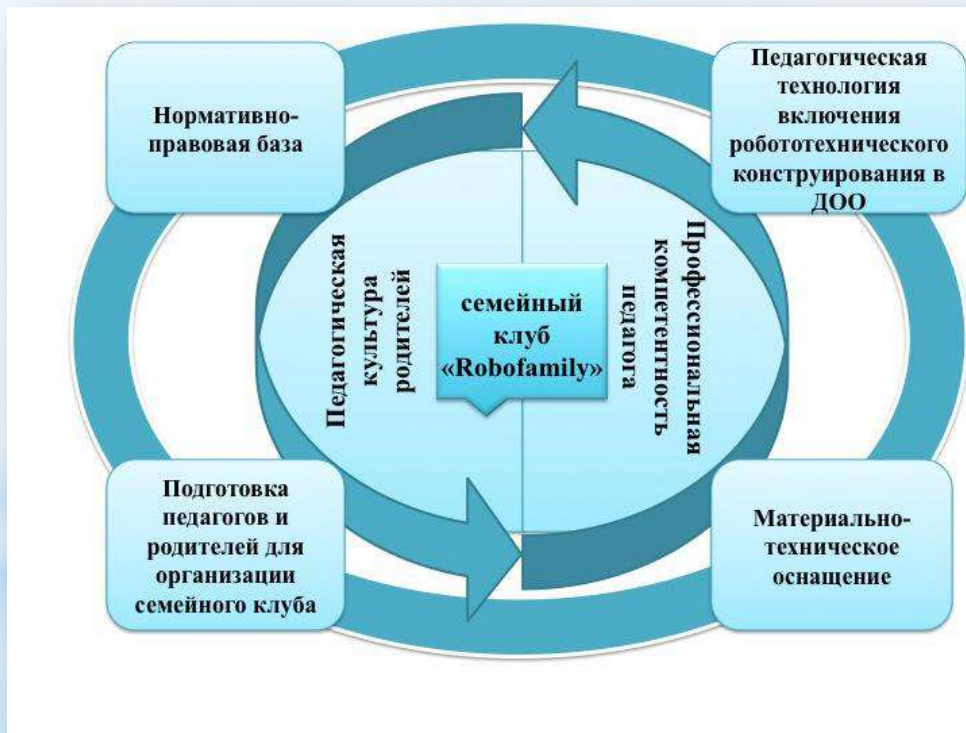 Нормативно-
правовая база
Педагогическая
технология
включения
робототехнического
конструирования в
ДОО
Педагогическая
культура
родителей
семейный
клуб
«Robofamily»
Профессиональная
компетентность
педагога
Подготовка
педагогов и
родителей для
организации
семейного клуба
Материально-
техническое
оснащение